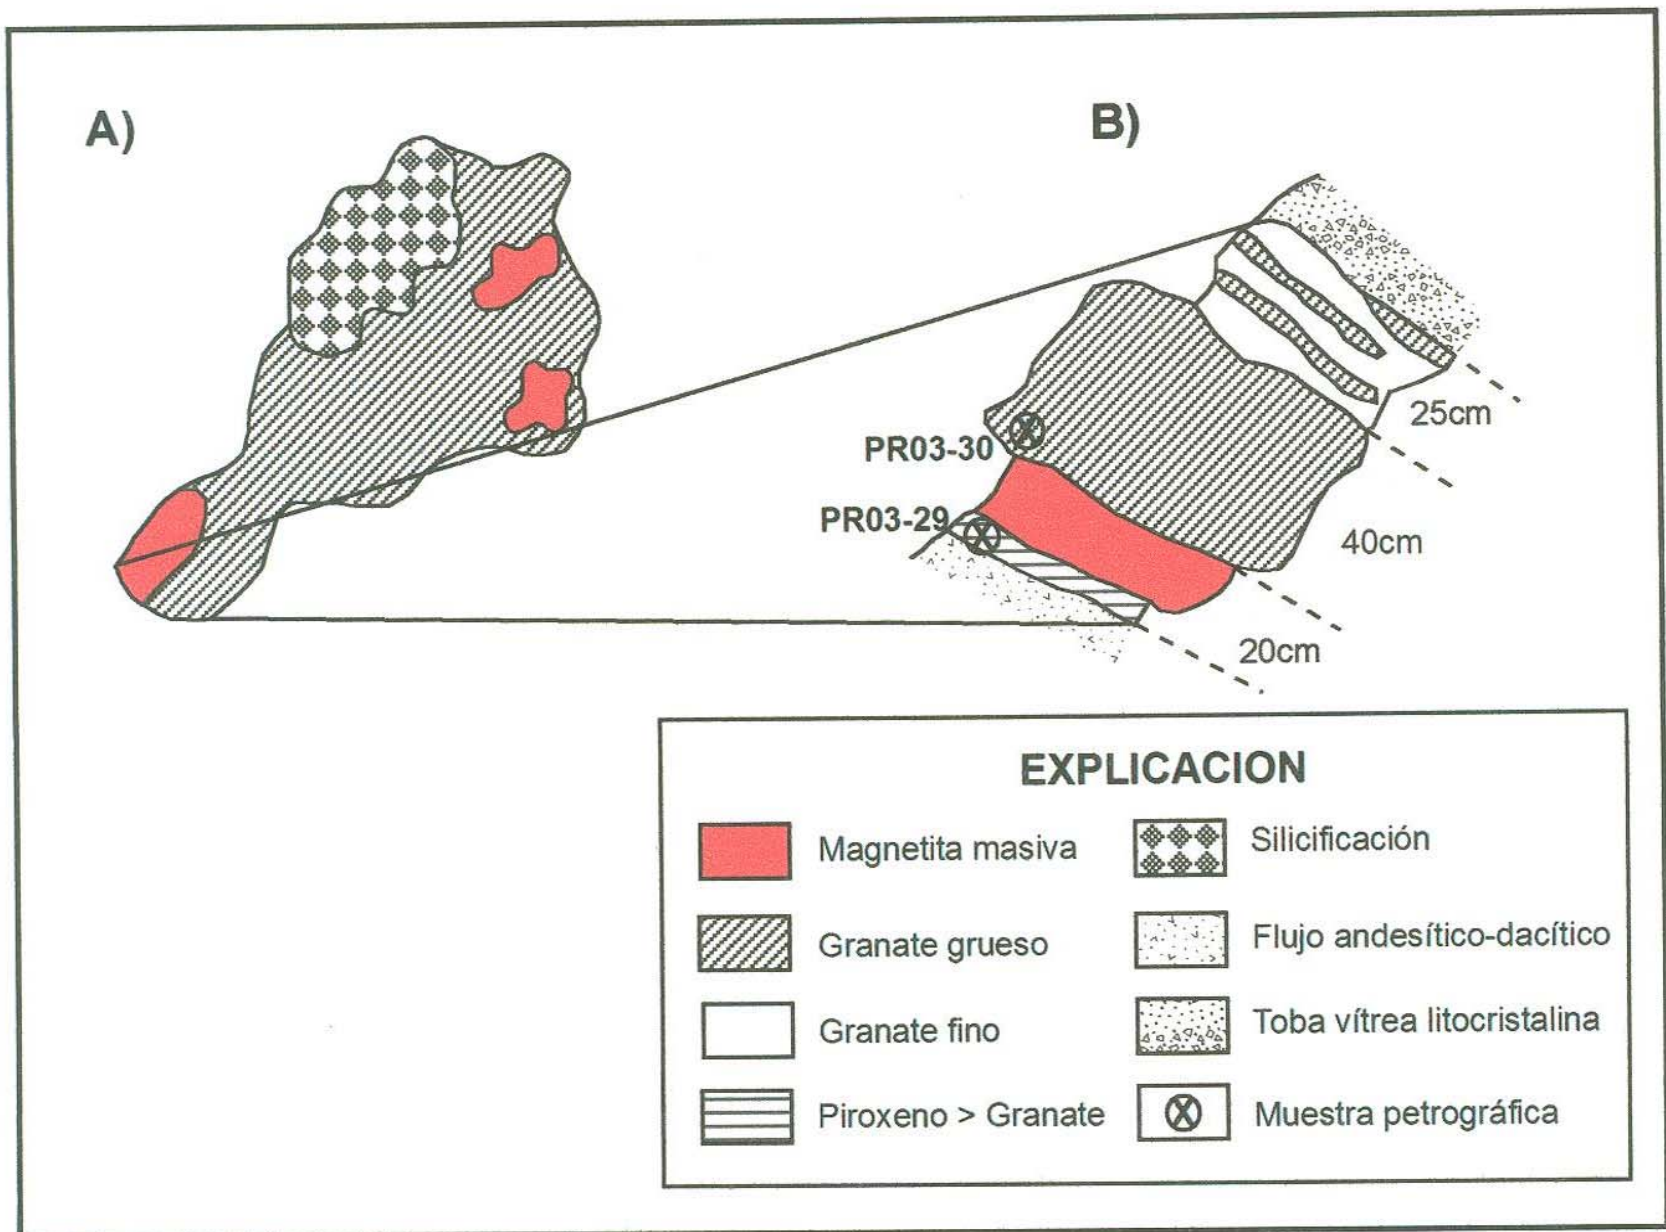 A)
B)
25cm
PR03-30
PR03-29
40cm
20cm
EXPLICACION
Magnetita masiva
Silicificación
Granate grueso
Flujo andesítico-dacítico
Granate fino
Toba vítrea litocristalina
Piroxeno > Granate
Muestra petrográfica